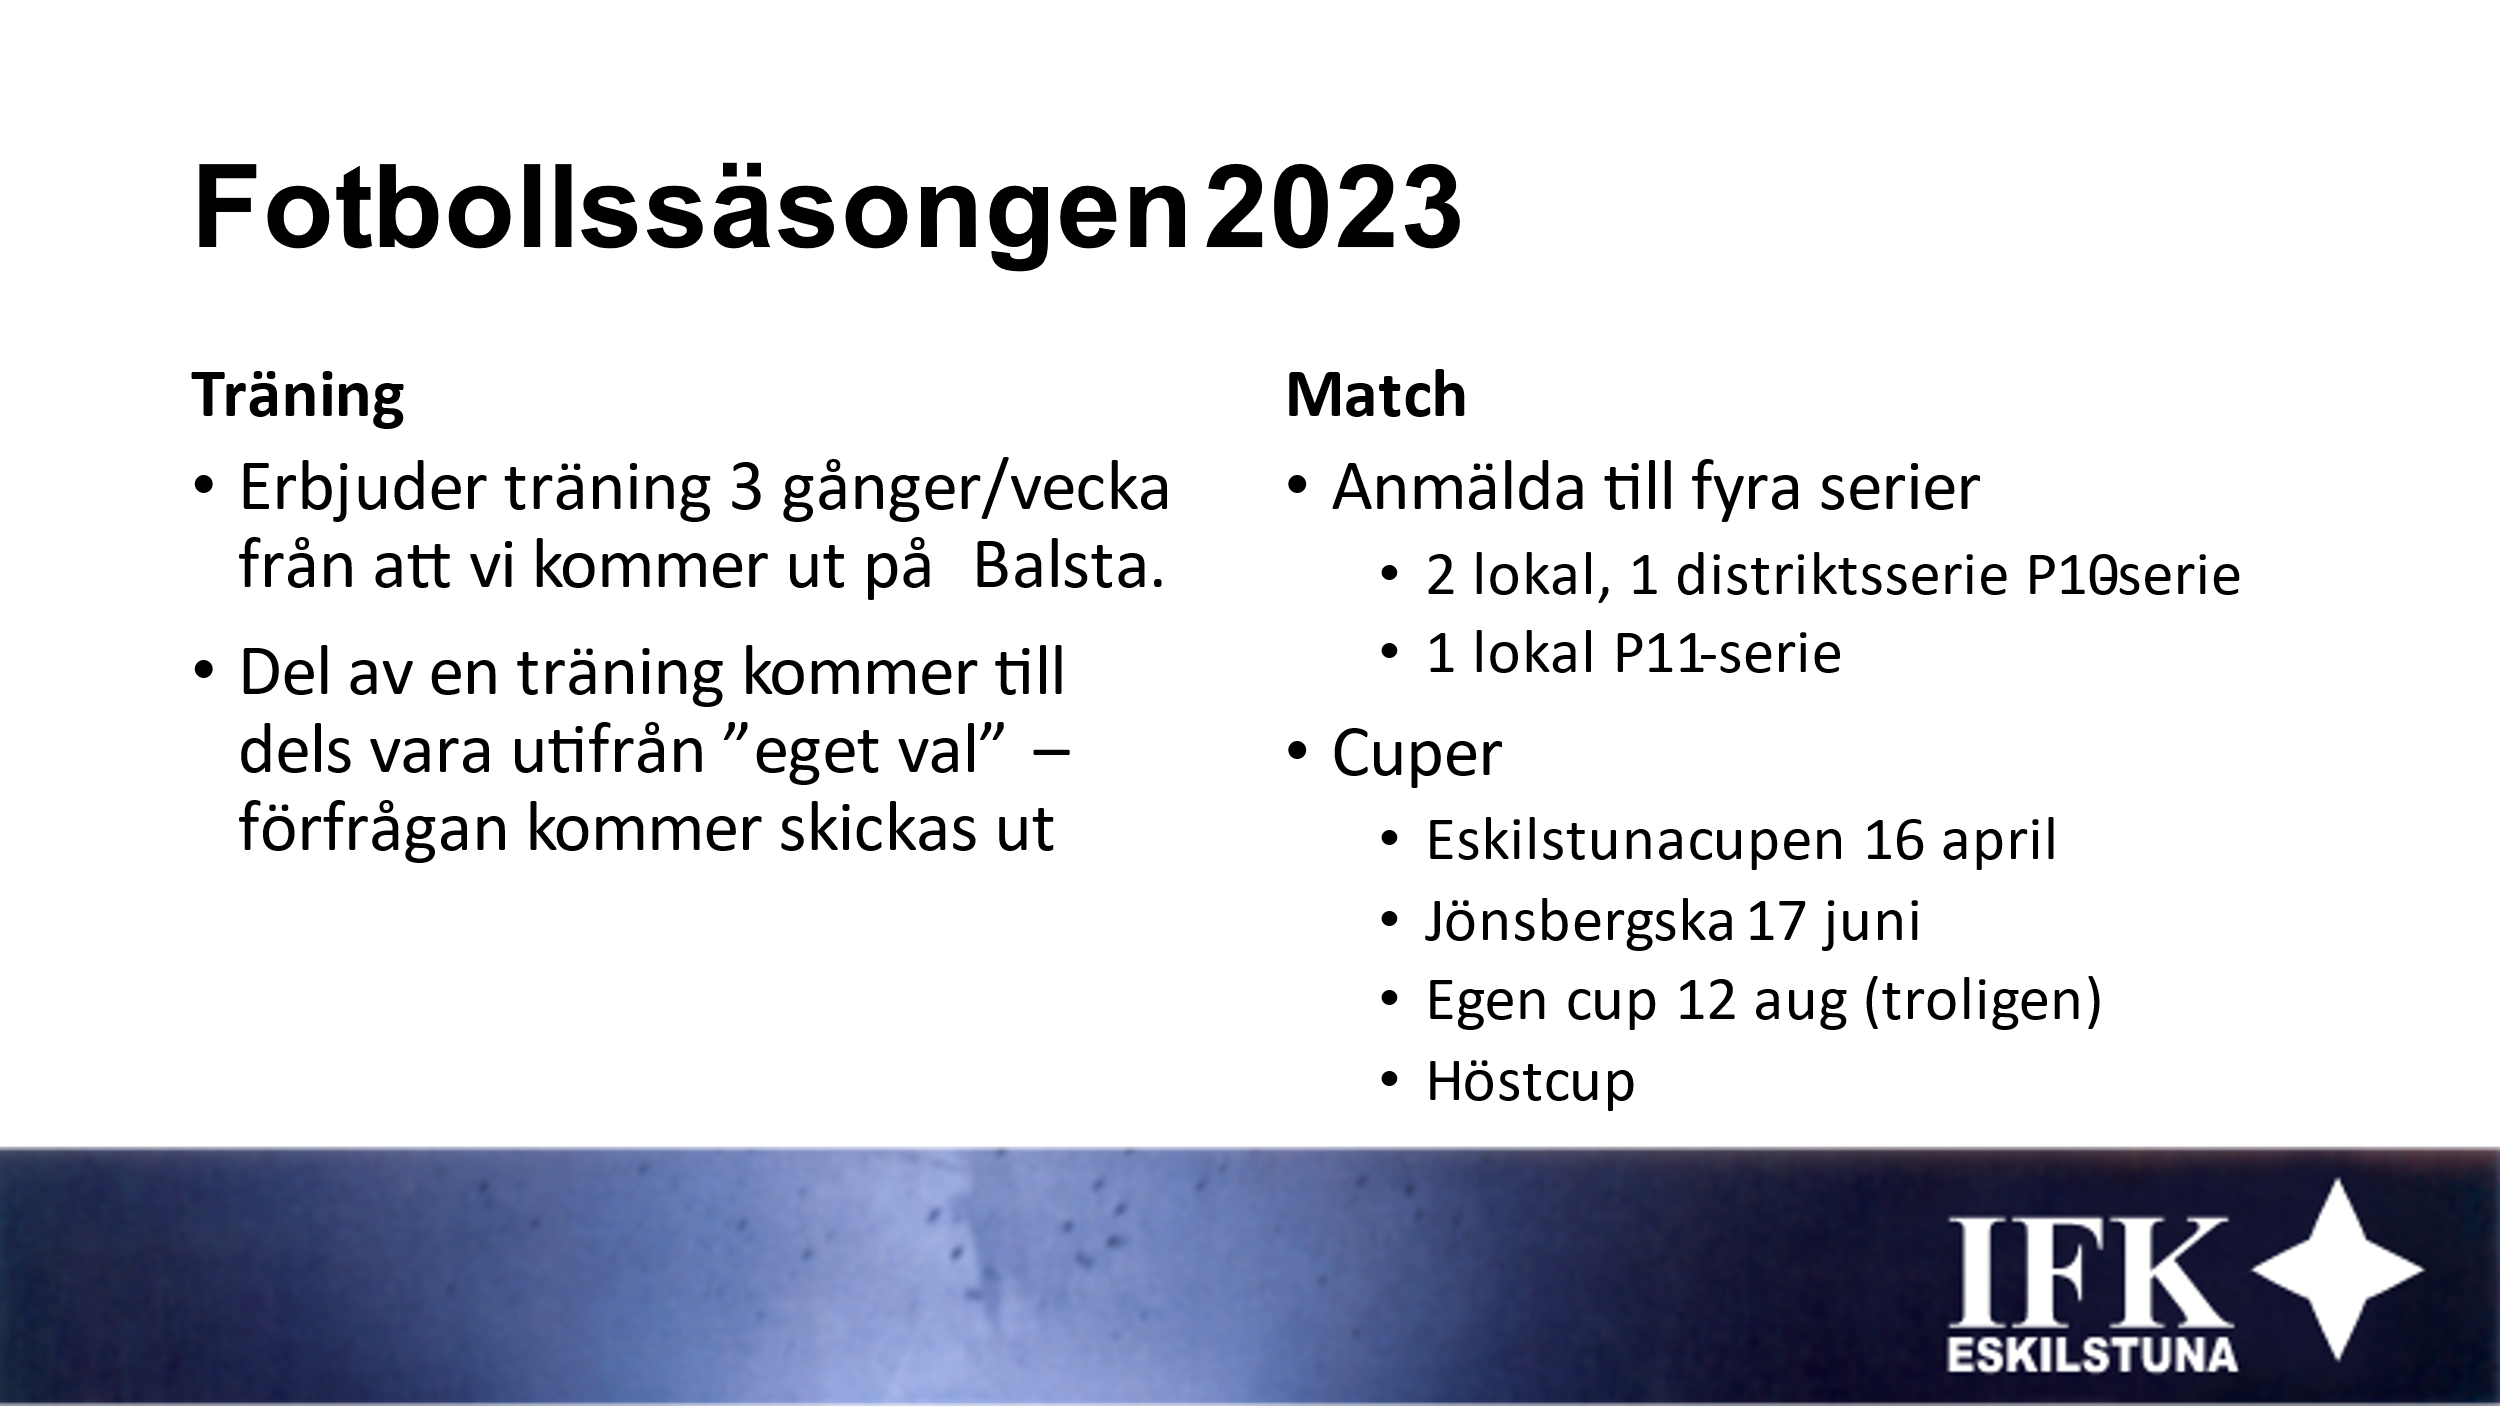 Fotbollssäsongen 2023
Träning
• Erbjuder träning 3 gånger/vecka
från att vi kommer ut på Balsta.
• Del av en träning kommer till
dels vara utifrån ”eget val” –
förfrågan kommer skickas ut
Match
• Anmälda till fyra serier
• 2 lokal, 1 distriktsserie P10-serie
• 1 lokal P11-serie
• Cuper
• Eskilstunacupen 16 april
• Jönsbergska 17 juni
• Egen cup 12 aug (troligen)
• Höstcup
IFK
ESKILSTUNA